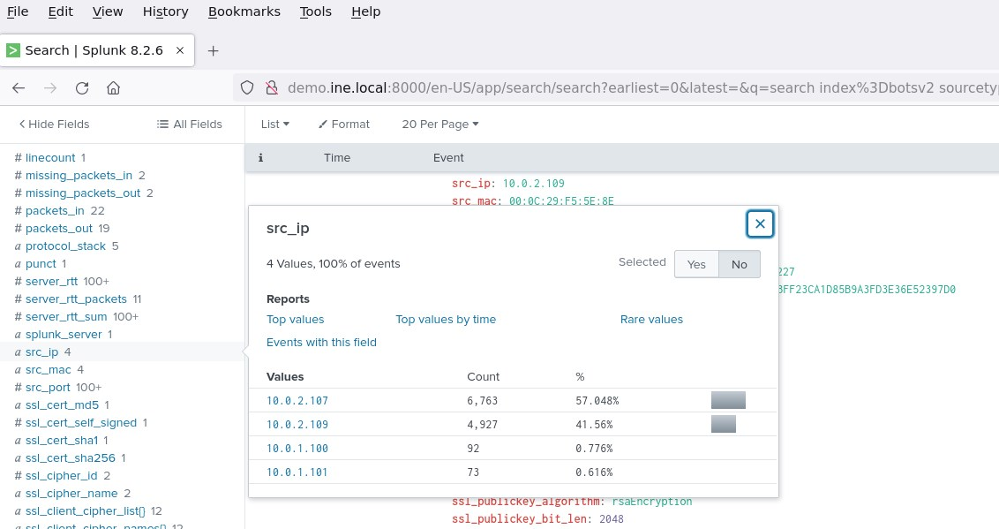 File Edit View History Bookmarks Tools Help
Search | Splunk 8.2.6
demo.ine.local:8000/en-US/app/search/search?earliest=0&latest=&q=search index%3Dbotsv2 sourcety
Hide Fields All Fields List Format 20 Per Page
i Time Event
# linecount 1
# missing_packets_in 2
# missing_packets_out 2
# packets_in 22
# packets_out 19
a protocol_stack 5
a punct 1
# server_rtt 100+
# server_rtt_packets 11
# server_rtt_sum 100+
a splunk_server 1
a src_ip 4
a src_mac 4
# src_port 100+
a ssl_cert_md5 1
# ssl_cert_self_signed 1
a ssl_cert_sha1 1
a ssl_cert_sha256 1
# ssl_cipher_id 2
a ssl_cipher_name 2
a ssl_client_cipher_list{} 12
a ssl_client_cipher_names{} 12
src_ip: 10.0.2.109
src_mac: 00:0C:29:F5:5E:8E
src_ip
4 Values, 100% of events
Selected Yes No
Reports
Top values Top values by time Rare values
Events with this field
Values Count %
10.0.2.107 6,763 57.048%
10.0.2.109 4,927 41.56%
10.0.1.100 92 0.776%
10.0.1.101 73 0.616%
227
3FF23CA1D85B9A3FD3E36E52397D0
ssl_publickey_algorithm: rsaEncryption
ssl_publickey_bit_len: 2048